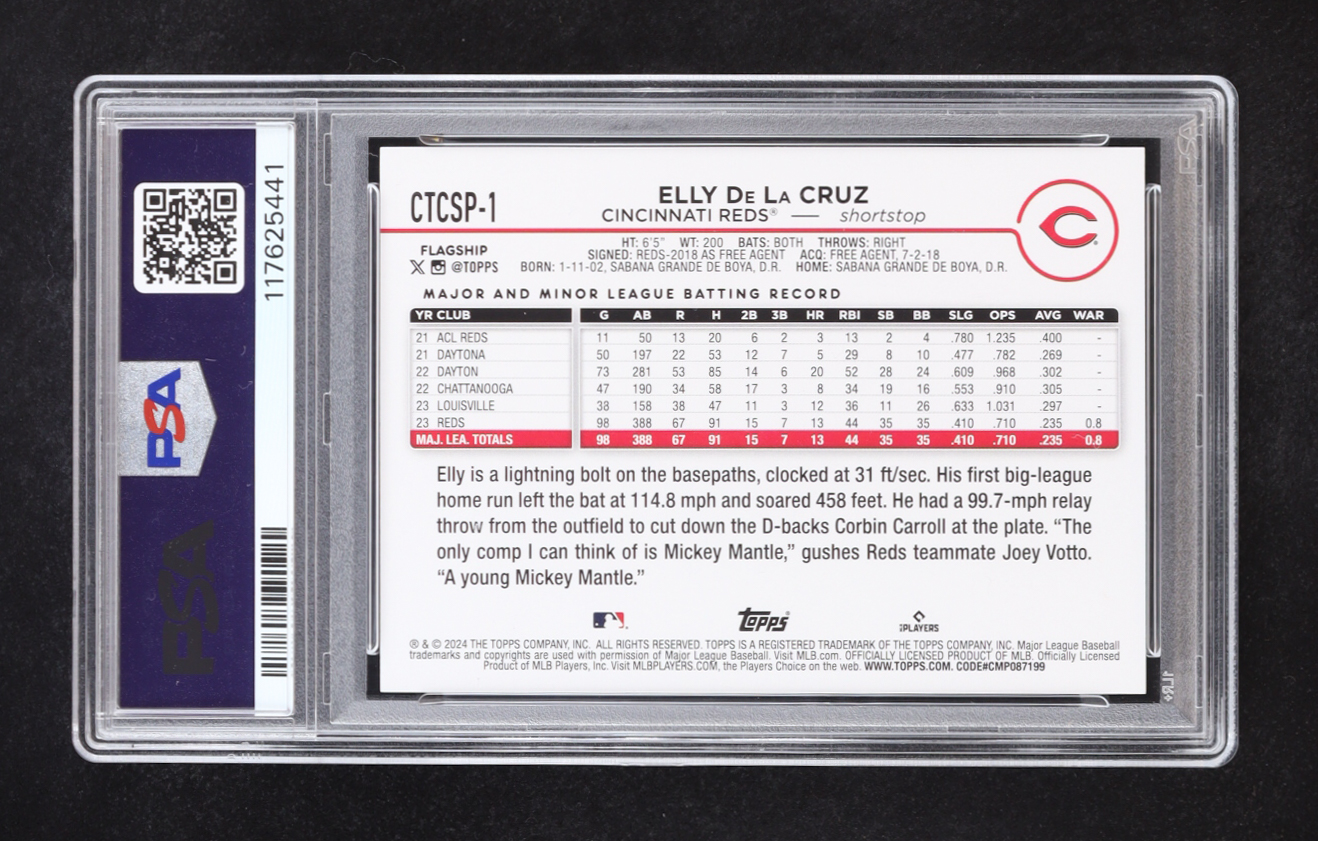 117625441
PSA
PSA
CTCSP-1
ELLY DE LA CRUZ
CINCINNATI REDS® — shortstop
C
FLAGSHIP
@TOPPS
HT: 6'5" WT: 200 BATS: BOTH THROWS: RIGHT
SIGNED: REDS-2018 AS FREE AGENT ACQ: FREE AGENT, 7-2-18
BORN: 1-11-02, SABANA GRANDE DE BOYA, D.R. HOME: SABANA GRANDE DE BOYA, D.R.
MAJOR AND MINOR LEAGUE BATTING RECORD
YR CLUB G AB R H 2B 3B HR RBI SB BB SLG OPS AVG WAR
21 ACL REDS 11 50 13 20 6 2 3 13 2 4 .780 1.235 .400 -
21 DAYTONA 50 197 22 53 12 7 5 29 8 10 .477 .782 .269 -
22 DAYTON 73 281 53 85 14 6 20 52 28 24 .609 .968 .302 -
22 CHATTANOOGA 47 190 34 58 17 3 8 34 19 16 .553 .910 .305 -
23 LOUISVILLE 38 158 38 47 11 3 12 36 11 26 .633 1.031 .297 -
23 REDS 98 388 67 91 15 7 13 44 35 35 .410 .710 .235 0.8
MAJ. LEA. TOTALS 98 388 67 91 15 7 13 44 35 35 .410 .710 .235 0.8
Elly is a lightning bolt on the basepaths, clocked at 31 ft/sec. His first big-league
home run left the bat at 114.8 mph and soared 458 feet. He had a 99.7-mph relay
throw from the outfield to cut down the D-backs Corbin Carroll at the plate. “The
only comp I can think of is Mickey Mantle,” gushes Reds teammate Joey Votto.
“A young Mickey Mantle.”
Topps®
PLAYERS
® & © 2024 THE TOPPS COMPANY, INC. ALL RIGHTS RESERVED. TOPPS IS A REGISTERED TRADEMARK OF THE TOPPS COMPANY, INC. Major League Baseball
trademarks and copyrights are used with permission of Major League Baseball. Visit MLB.com. OFFICIALLY LICENSED PRODUCT OF MLB. Officially Licensed
Product of MLB Players, Inc. Visit MLBPLAYERS.COM, the Players Choice on the web. WWW.TOPPS.COM. CODE#CMP087199